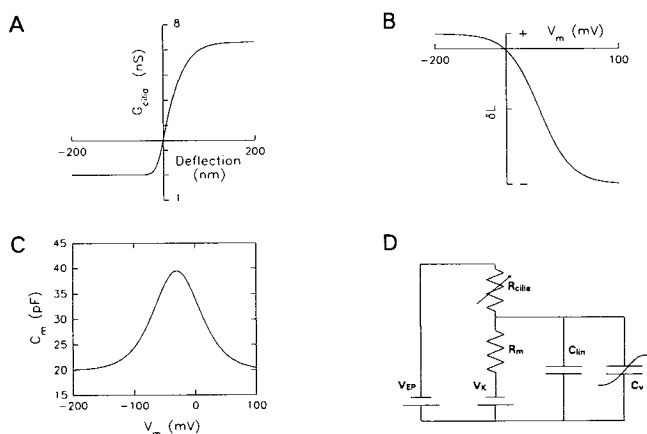 A
8
G_cilia (nS)
-200
200
Deflection
(nm)
1
B
+
V_m (mV)
-200
100
δL
-
C
45
40
35
30
25
20
15
C_m (pF)
-200
-100
0
100
V_m (mV)
D
R_cilia
R_m
C_lin
V_EP
V_K
C_v